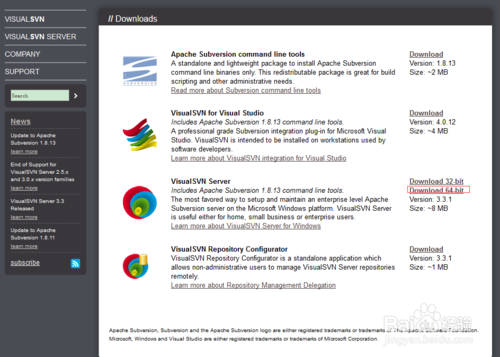 VISUALSVN
VISUALSVN SERVER
COMPANY
SUPPORT
Search
News
Update to Apache
Subversion 1.8.13
learn more
End of Support for
VisualSVN Server 2.5.x
and 3.0.x version families
learn more
VisualSVN Server 3.3
Released
learn more
Update to Apache
Subversion 1.8.11
learn more
subscribe
// Downloads
SUBVERSION
Apache Subversion command line tools
A standalone and lightweight package to install Apache Subversion
command line binaries only. This redistributable package is great for build
scripting and other administrative needs.
Read more about Subversion command line tools
Download
Version: 1.8.13
Size: ~2 MB
VisualSVN for Visual Studio
Includes Apache Subversion 1.8.13 command line tools.
A professional grade Subversion integration plug-in for Microsoft Visual
Studio. VisualSVN is intended to be installed on workstations used by
software developers.
Learn more about VisualSVN integration for Visual Studio
Download
Version: 4.0.12
Size: ~4 MB
VisualSVN Server
Includes Apache Subversion 1.8.13 command line tools.
The most favored way to setup and maintain an enterprise level Apache
Subversion server on the Microsoft Windows platform. VisualSVN Server
is useful either for home, small business or enterprise users.
Learn more about VisualSVN Server for Windows
Download 32-bit
Download 64-bit
Version: 3.3.1
Size: ~8 MB
VisualSVN Repository Configurator
VisualSVN Repository Configurator is a standalone application which
allows non-administrative users to manage VisualSVN Server repositories
remotely.
Learn more about Repository Management Delegation
Download
Version: 3.3.1
Size: ~1 MB
Apache Subversion, Subversion and the Apache Subversion logo are either registered trademarks or trademarks of The Apache Software Foundation.
Microsoft, Windows and Visual Studio are either registered trademarks or trademarks of Microsoft Corporation.
Baidu 经验
jingyan.baidu.com